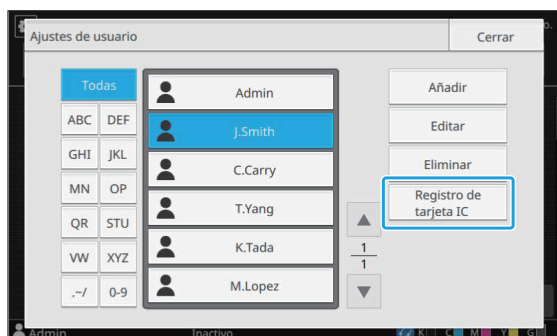 Ajustes de usuario
Cerrar
Todas
ABC
DEF
GHI
JKL
MN
OP
QR
STU
VW
XYZ
.~/
0-9
Admin
J.Smith
C.Carry
T.Yang
K.Tada
M.Lopez
1
1
Añadir
Editar
Eliminar
Registro de
tarjeta IC
o.
Admin
Inactivo
K
C
M
Y
G